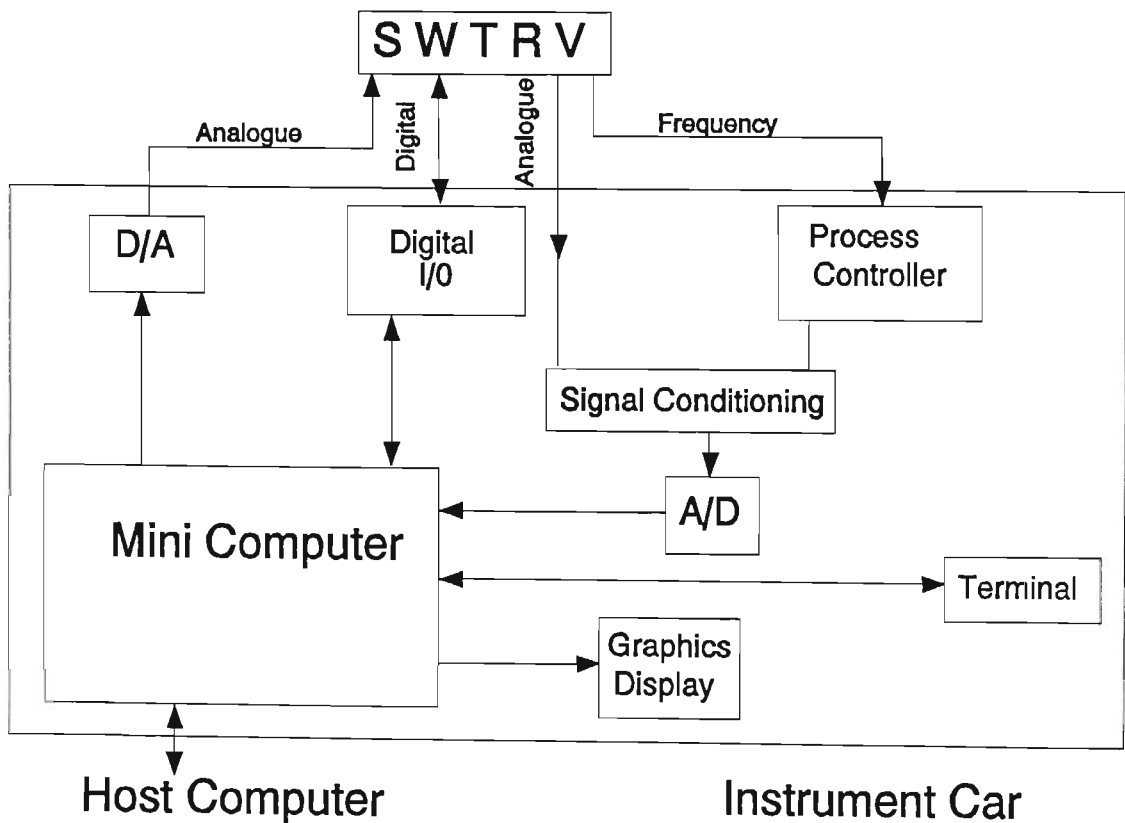 S W T R V
Analogue
Digital
Analogue
Frequency
D/A
Digital
I/0
Process
Controller
Signal Conditioning
A/D
Mini Computer
Terminal
Graphics
Display
Host Computer
Instrument Car